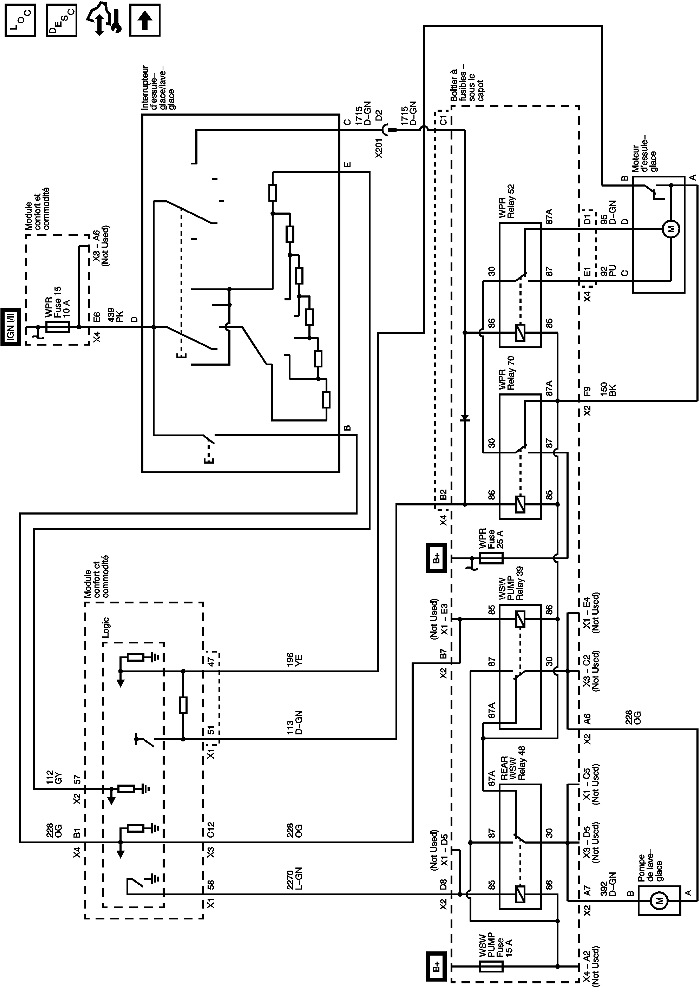 LOC
DESC
Interrupteur
d'essuie-
glace/lave-
glace
C
1715
D-GN
D2
X201
1715
D-GN
C1
E
Boîtier à
fusibles -
sous le
capot
Module
confort et
commodité
IGN I/II
WPR
Fuse 15
10 A
X3 - A6
(Not Used)
E6
X4
439
PK
D
B
WPR
Relay 52
30
87A
87
86
85
D1
95
D-GN
D
E1
X4
92
PU
C
Moteur
d'essuie-
glace
B
A
M
WPR
Relay 70
30
87A
87
86
85
F9
X2
150
BK
B2
X4
B+
WPR
Fuse
25 A
WSW
PUMP
Relay 39
(Not Used)
X1 - E3
85
86
87
30
87A
B7
X2
X1 - E4
(Not Used)
X3 - C2
(Not Used)
A6
X2
228
OG
Module
confort et
commodité
Logic
47
196
YE
51
X1
113
D-GN
112
GY
57
X2
228
OG
B1
X4
C12
X3
228
OG
56
X1
2270
L-GN
REAR
WSW
Relay 48
87A
87
30
85
86
(Not Used)
X1 - D5
D8
X2
X1 - C5
(Not Used)
X3 - D5
(Not Used)
A7
X2
392
D-GN
Pompe
de lave-
glace
B
A
M
B+
WSW
PUMP
Fuse
15 A
X4 - A2
(Not Used)